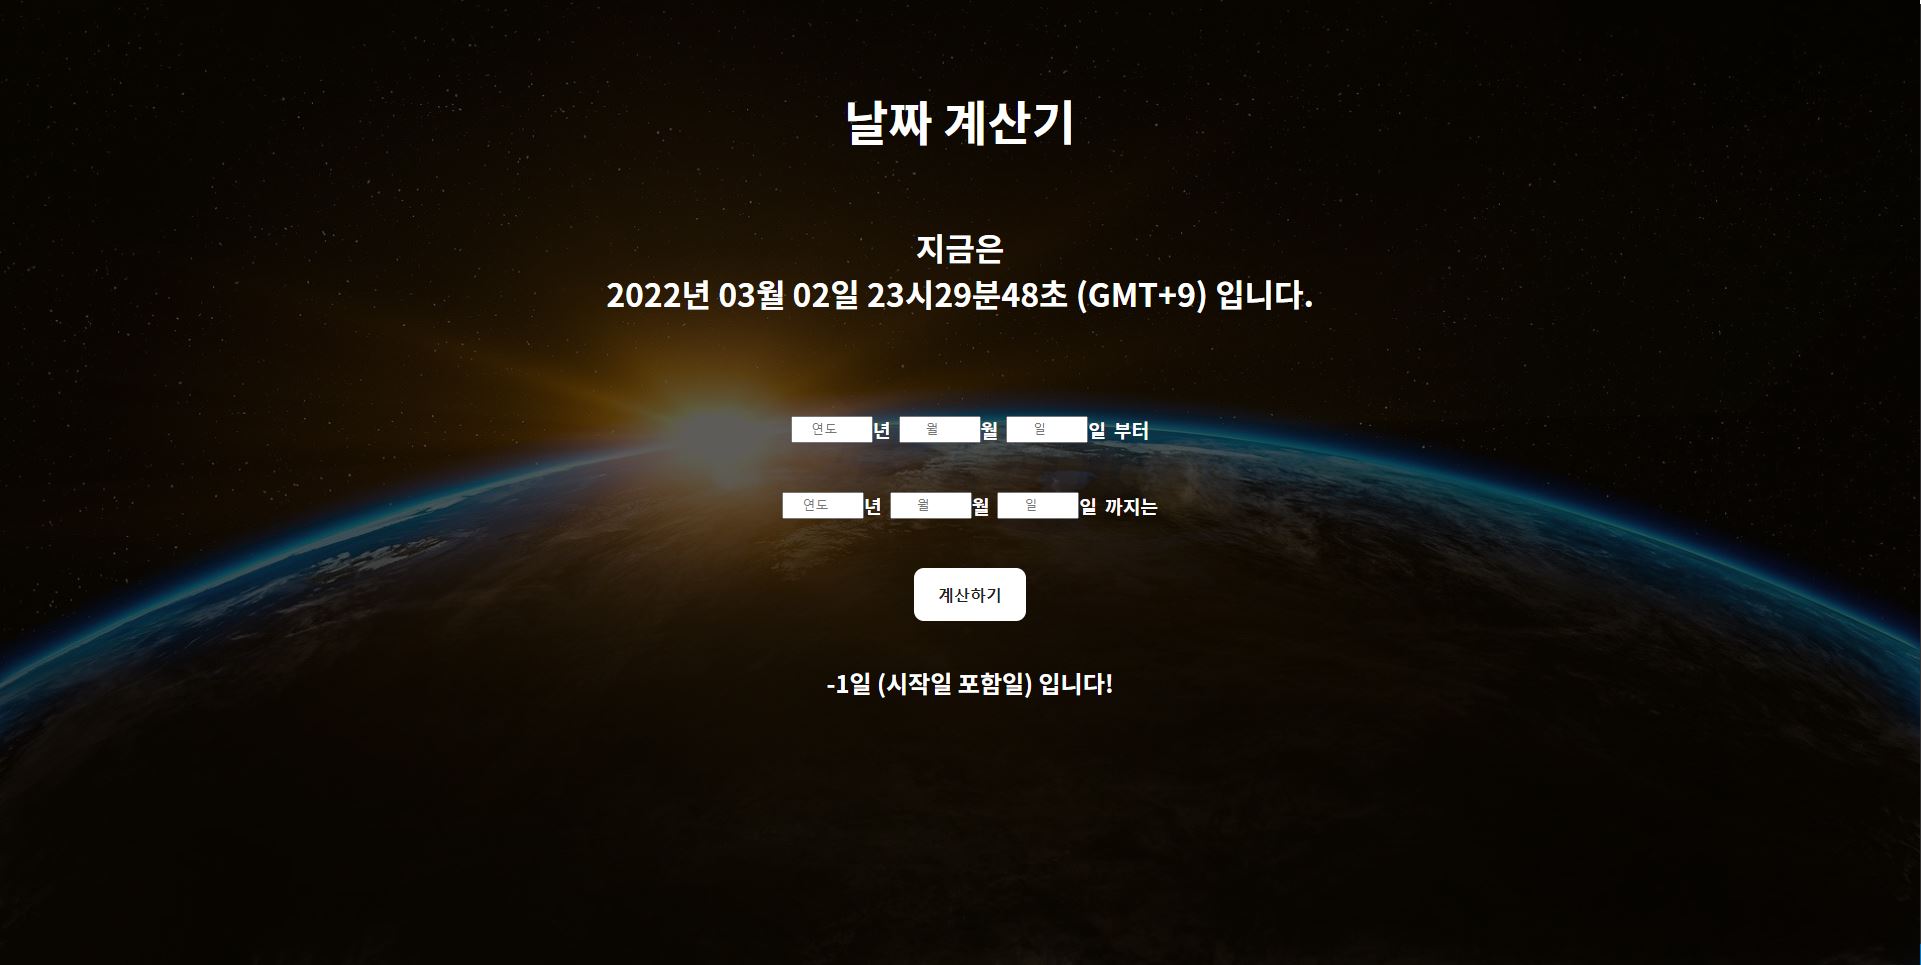 날짜 계산기
지금은
2022년 03월 02일 23시29분48초 (GMT+9) 입니다.
연도 년 월 월 일 일 부터
연도 년 월 월 일 일 까지는
계산하기
-1일 (시작일 포함일) 입니다!